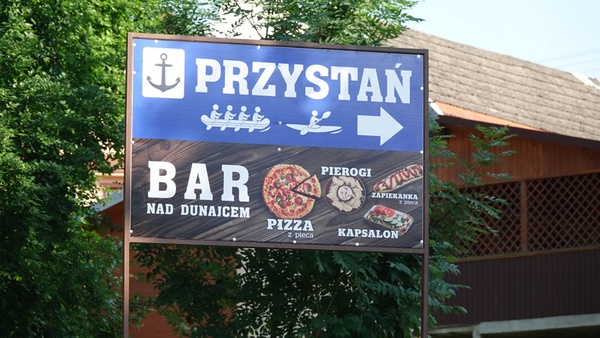 PRZYSTAŃ
BAR
NAD DUNAJCEM
PIZZA
z pieca
PIEROGI
ZAPIEKANKA
z pieca
KAPSALON